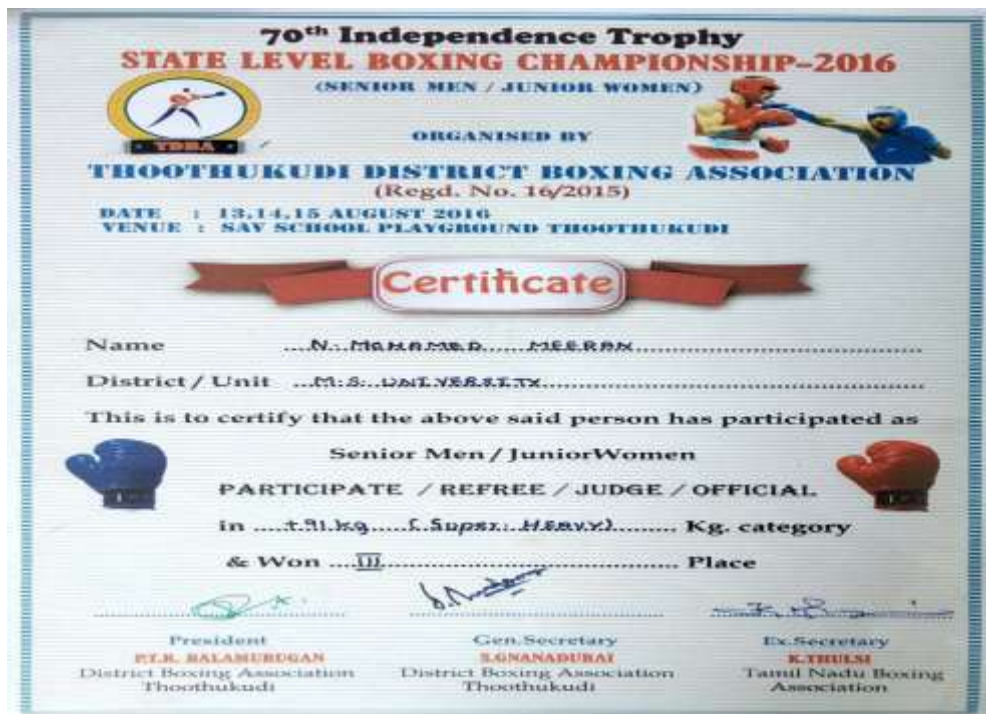 70th Independence Trophy
STATE LEVEL BOXING CHAMPIONSHIP-2016
(SENIOR MEN / JUNIOR WOMEN)
TDBA
ORGANISED BY
THOOTHUKUDI DISTRICT BOXING ASSOCIATION
(Regd. No. 16/2015)
DATE : 13,14,15 AUGUST 2016
VENUE : SAV SCHOOL PLAYGROUND THOOTHUKUDI
Certificate
Name N. MOHAMED MEERAN
District / Unit M.S. UNIVERSITY
This is to certify that the above said person has participated as
Senior Men / JuniorWomen
PARTICIPATE / REFREE / JUDGE / OFFICIAL
in +91 kg (Super. HEAVY) Kg. category
& Won III Place
President Gen.Secretary Ex.Secretary
P.T.R. BALAMURUGAN S.GNANADURAI K.THULSI
District Boxing Association District Boxing Association Tamil Nadu Boxing
Thoothukudi Thoothukudi Association